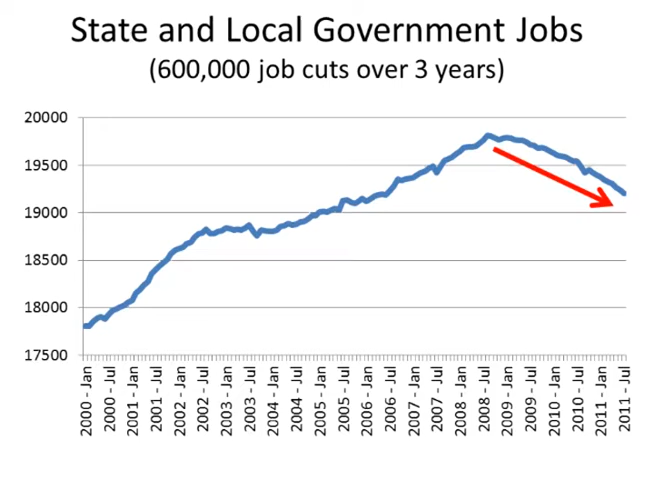 State and Local Government Jobs
(600,000 job cuts over 3 years)
20000
19500
19000
18500
18000
17500
2000 - Jan
2000 - Jul
2001 - Jan
2001 - Jul
2002 - Jan
2002 - Jul
2003 - Jan
2003 - Jul
2004 - Jan
2004 - Jul
2005 - Jan
2005 - Jul
2006 - Jan
2006 - Jul
2007 - Jan
2007 - Jul
2008 - Jan
2008 - Jul
2009 - Jan
2009 - Jul
2010 - Jan
2010 - Jul
2011 - Jan
2011 - Jul